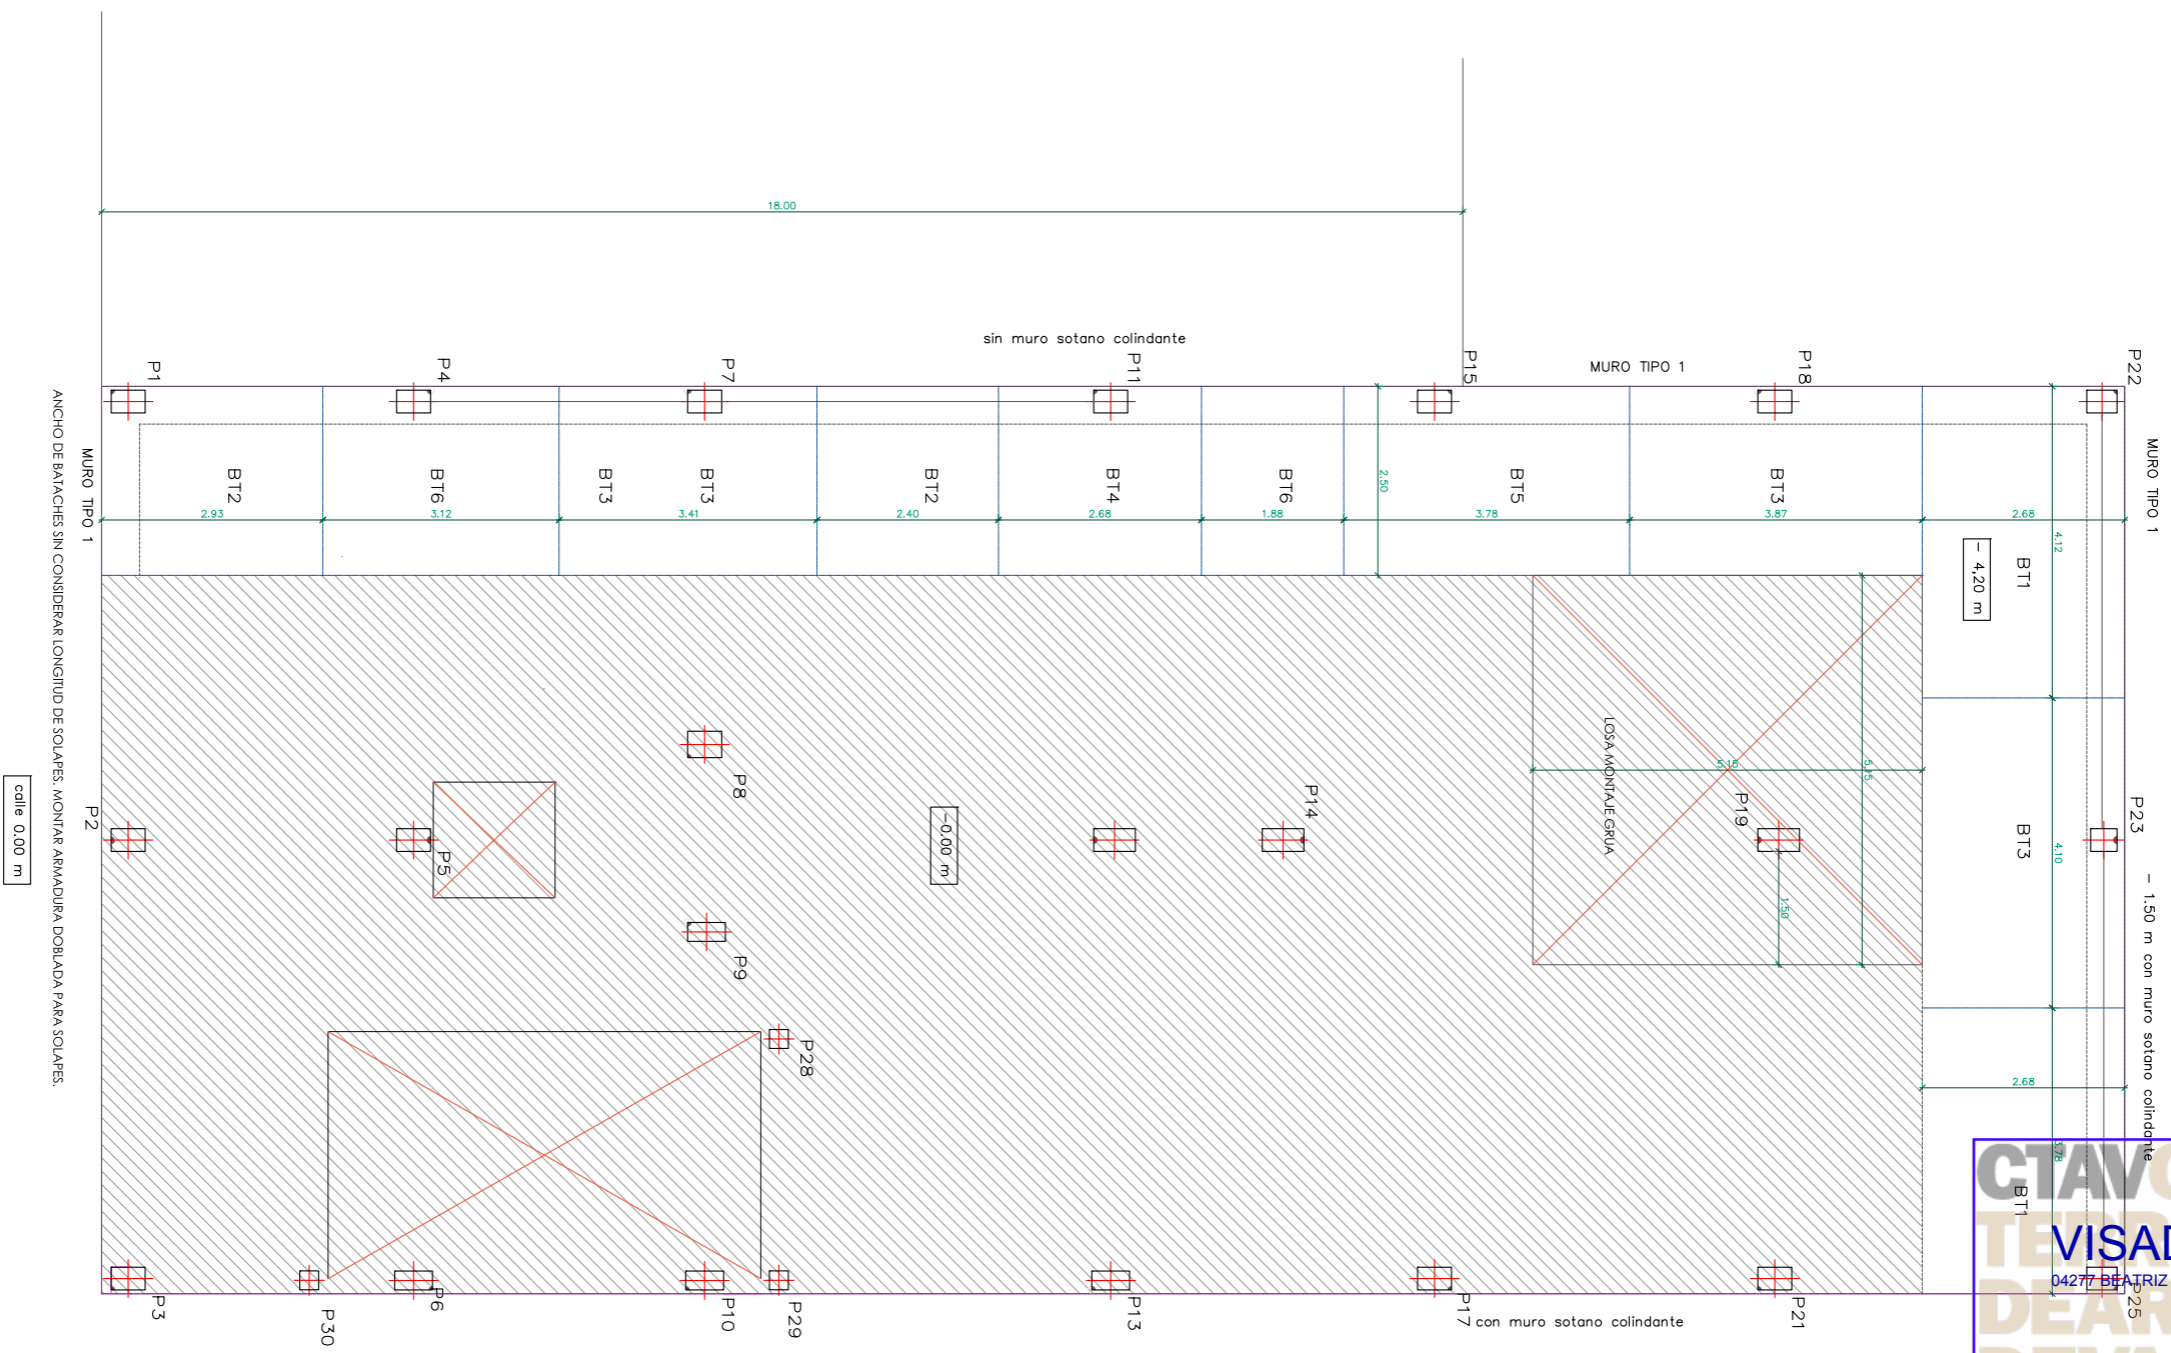 18.00
sin muro sotano colindante
MURO TIPO 1
P1
P4
P7
P11
P15
P18
P22
MURO TIPO 1
MURO TIPO 1
BT2
BT6
BT3
BT3
BT2
BT4
BT6
BT5
BT3
2.50
2.93
3.12
3.41
2.40
2.68
1.88
3.78
3.87
2.68
4.12
BT1
- 4,20 m
ANCHO DE BATACHES SIN CONSIDERAR LONGITUD DE SOLAPES. MONTAR ARMADURA DOBLADA PARA SOLAPES.
calle 0.00 m
P2
P5
P8
P9
-0.00 m
P14
LOSA MONTAJE GRUA
5.15
5.15
P19
1.50
BT3
4.10
P23
- 1.50 m con muro sotano colindante
P28
2.68
3.78
BT1
P3
P30
P6
P10
P29
P13
P17
con muro sotano colindante
P21
P25
CTAV
TERR
VISAD
04277 BEATRIZ
DEAR